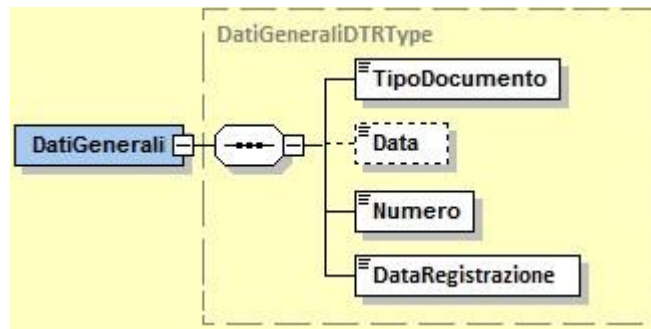 DatiGeneraliDTRType
TipoDocumento
DatiGenerali
Data
Numero
DataRegistrazione